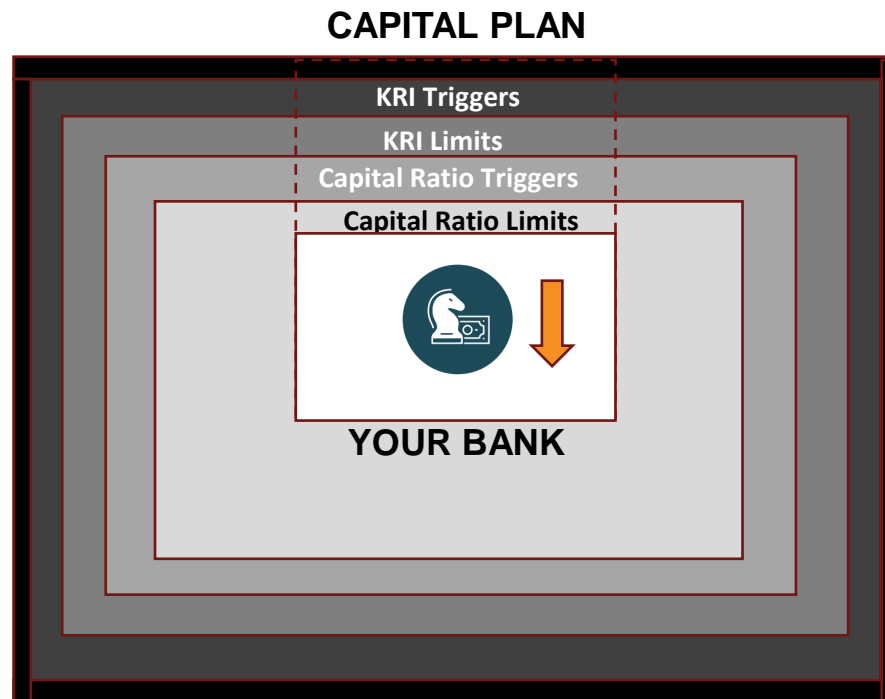 CAPITAL PLAN
KRI Triggers
KRI Limits
Capital Ratio Triggers
Capital Ratio Limits
YOUR BANK